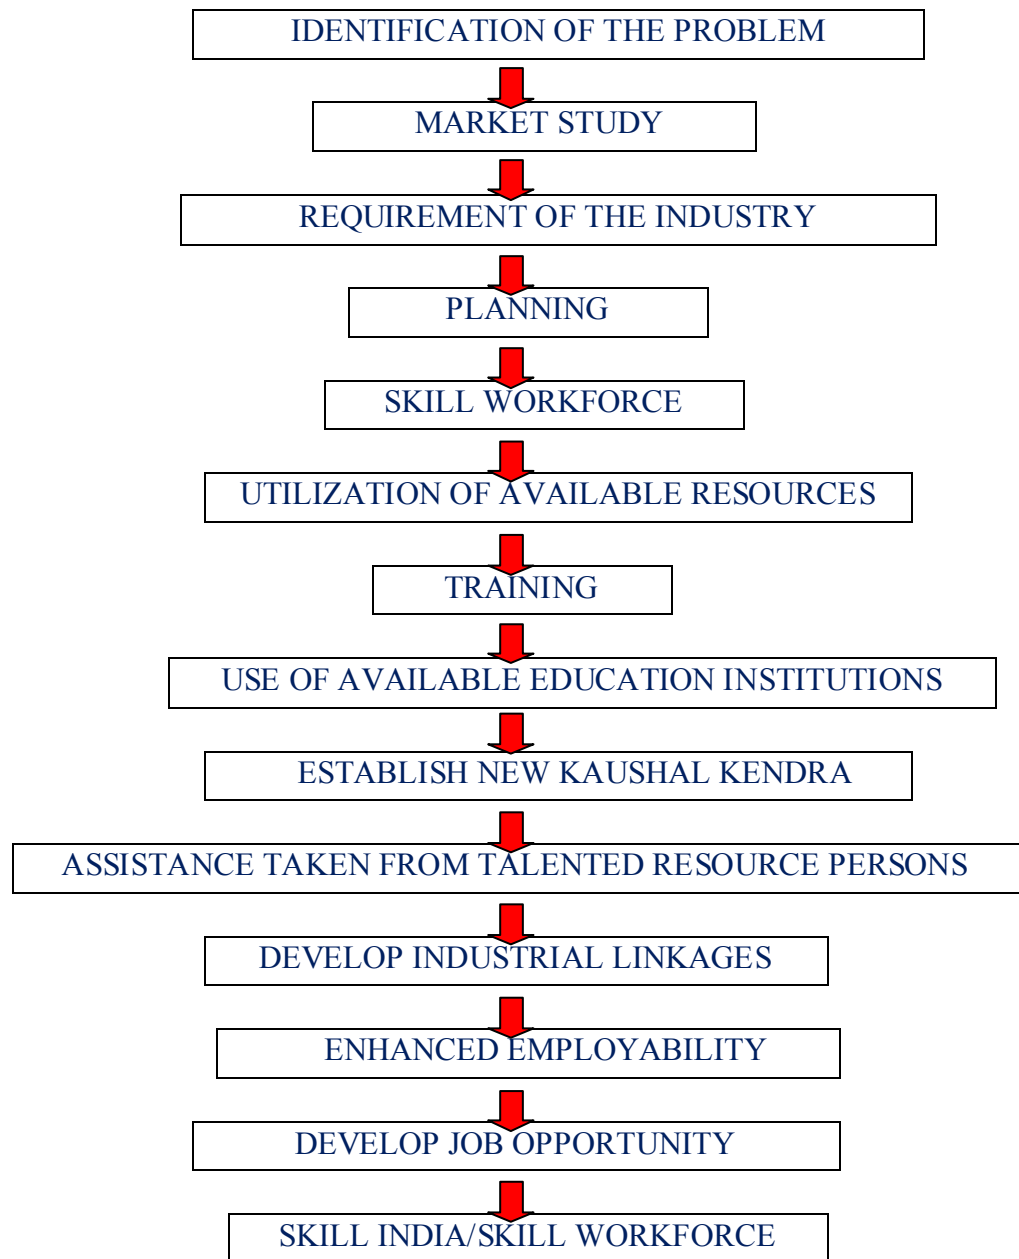 IDENTIFICATION OF THE PROBLEM
MARKET STUDY
REQUIREMENT OF THE INDUSTRY
PLANNING
SKILL WORKFORCE
UTILIZATION OF AVAILABLE RESOURCES
TRAINING
USE OF AVAILABLE EDUCATION INSTITUTIONS
ESTABLISH NEW KAUSHAL KENDRA
ASSISTANCE TAKEN FROM TALENTED RESOURCE PERSONS
DEVELOP INDUSTRIAL LINKAGES
ENHANCED EMPLOYABILITY
DEVELOP JOB OPPORTUNITY
SKILL INDIA/SKILL WORKFORCE